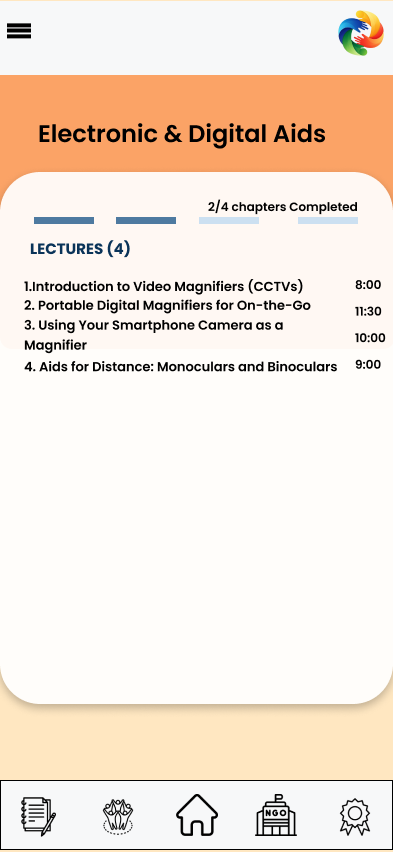 Electronic & Digital Aids
2/4 chapters Completed
LECTURES (4)
1.Introduction to Video Magnifiers (CCTVs) 8:00
2. Portable Digital Magnifiers for On-the-Go 11:30
3. Using Your Smartphone Camera as a
Magnifier 10:00
4. Aids for Distance: Monoculars and Binoculars 9:00
NGO